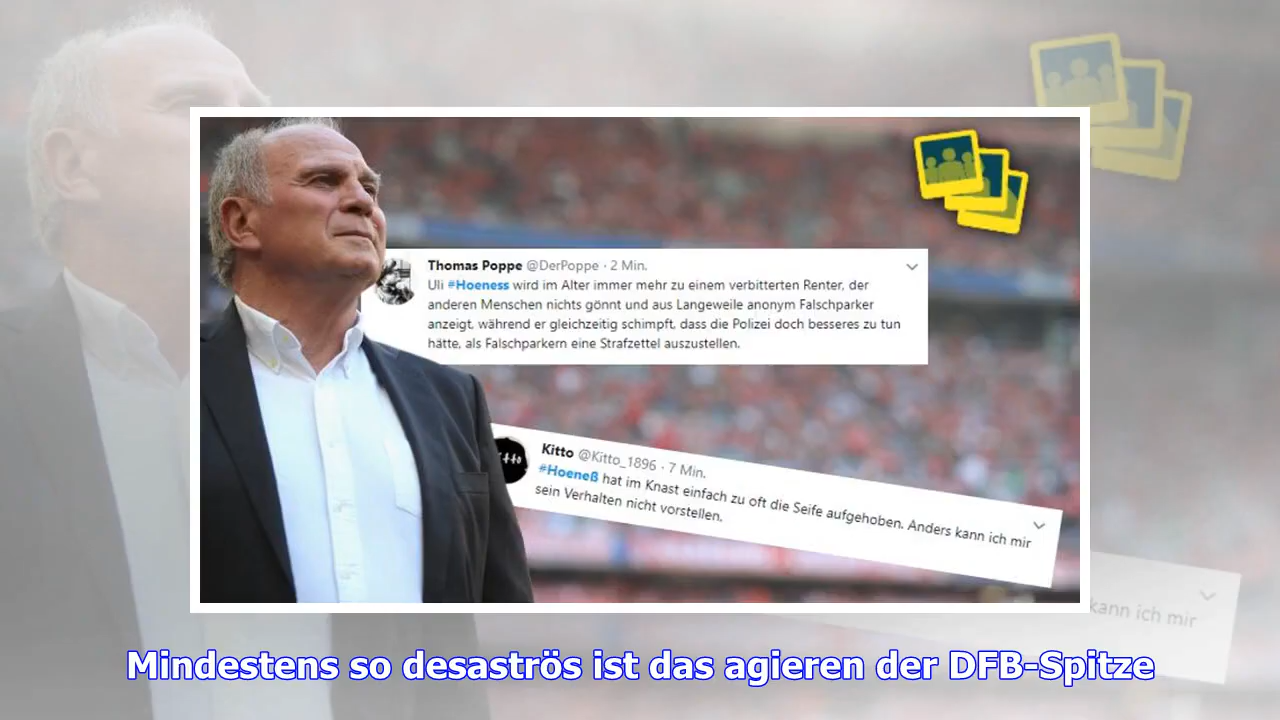 Thomas Poppe @DerPoppe · 2 Min.
Uli #Hoeness wird im Alter immer mehr zu einem verbitterten Renter, der
anderen Menschen nichts gönnt und aus Langeweile anonym Falschparker
anzeigt, während er gleichzeitig schimpft, dass die Polizei doch besseres zu tun
hätte, als Falschparkern eine Strafzettel auszustellen.
Kitto @Kitto_1896 · 7 Min.
#Hoeneß hat im Knast einfach zu oft die Seife aufgehoben. Anders kann ich mir
sein Verhalten nicht vorstellen.
kann ich mir
Mindestens so desaströs ist das agieren der DFB-Spitze